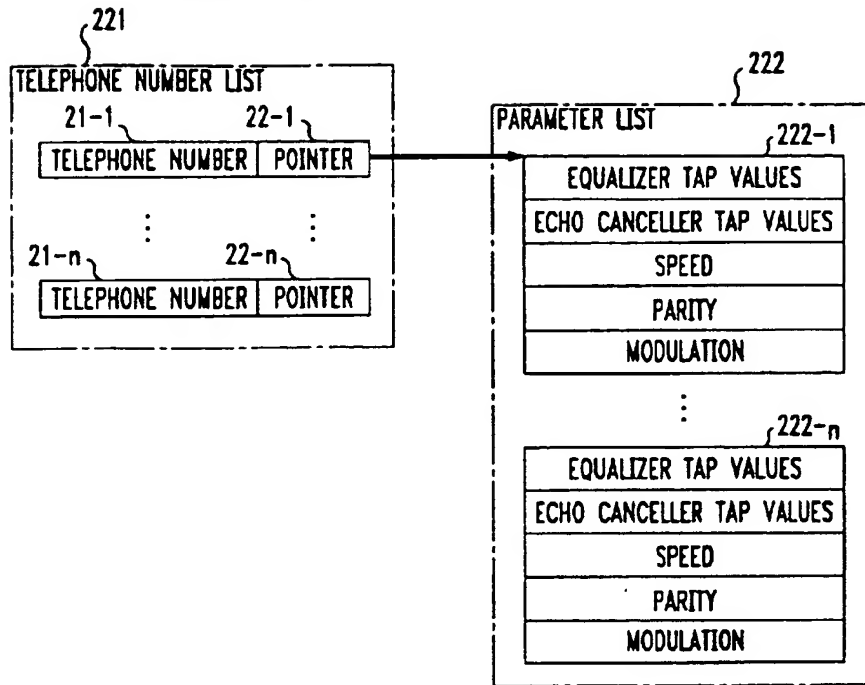 221
TELEPHONE NUMBER LIST
21-1 22-1
TELEPHONE NUMBER POINTER
21-n 22-n
TELEPHONE NUMBER POINTER
222
PARAMETER LIST
222-1
EQUALIZER TAP VALUES
ECHO CANCELLER TAP VALUES
SPEED
PARITY
MODULATION
222-n
EQUALIZER TAP VALUES
ECHO CANCELLER TAP VALUES
SPEED
PARITY
MODULATION